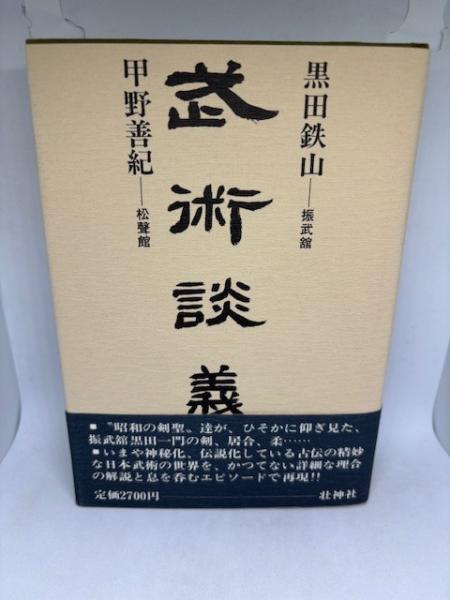 黒田鉄山──振武舘
武術談義
甲野善紀──松聲館
■〝昭和の剣聖〟達が、ひそかに仰ぎ見た、
振武舘黒田一門の剣、居合、柔……
■いまや神秘化、伝説化している古伝の精妙
な日本武術の世界を、かつてない詳細な理合
の解説と息を呑むエピソードで再現!!
定価2700円────壮神社